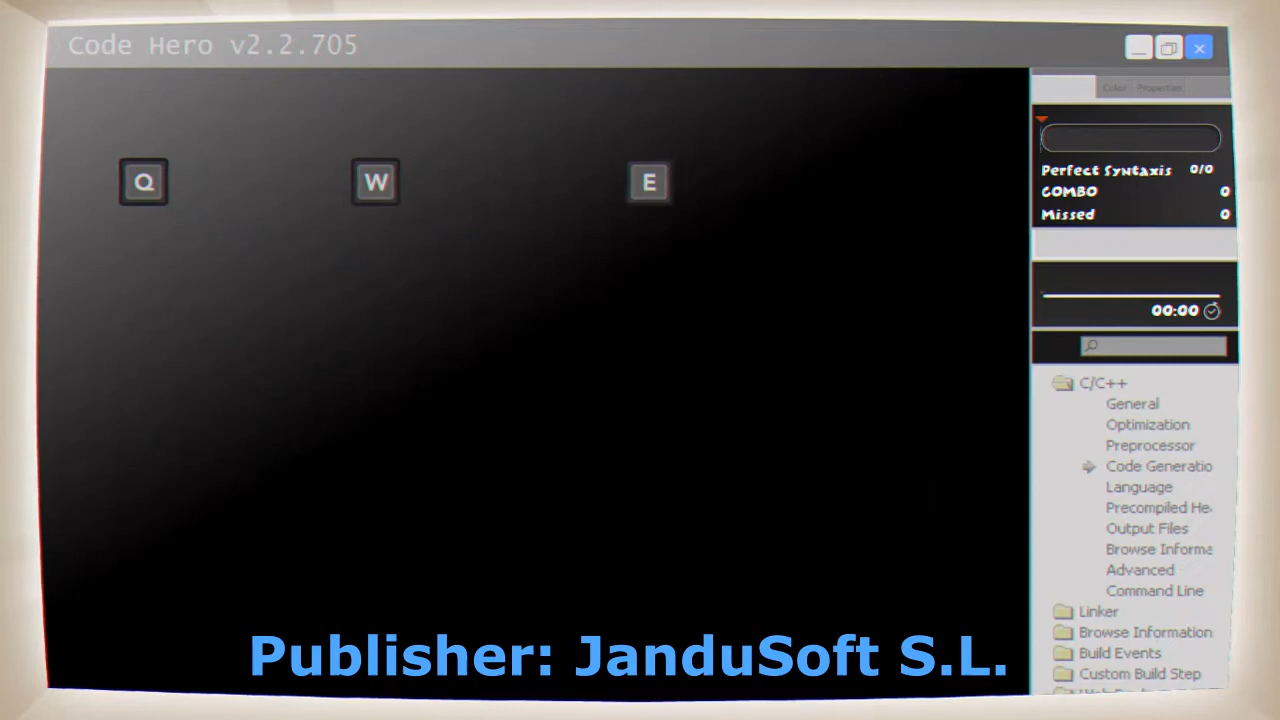 Code Hero v2.2.705
Color Properties
Q W E
Perfect Syntaxis 0/0
COMBO 0
Missed 0
00:00
C/C++
General
Optimization
Preprocessor
Code Generatio
Language
Precompiled He
Output Files
Browse Informa
Advanced
Command Line
Linker
Browse Information
Build Events
Custom Build Step
Publisher: JanduSoft S.L.